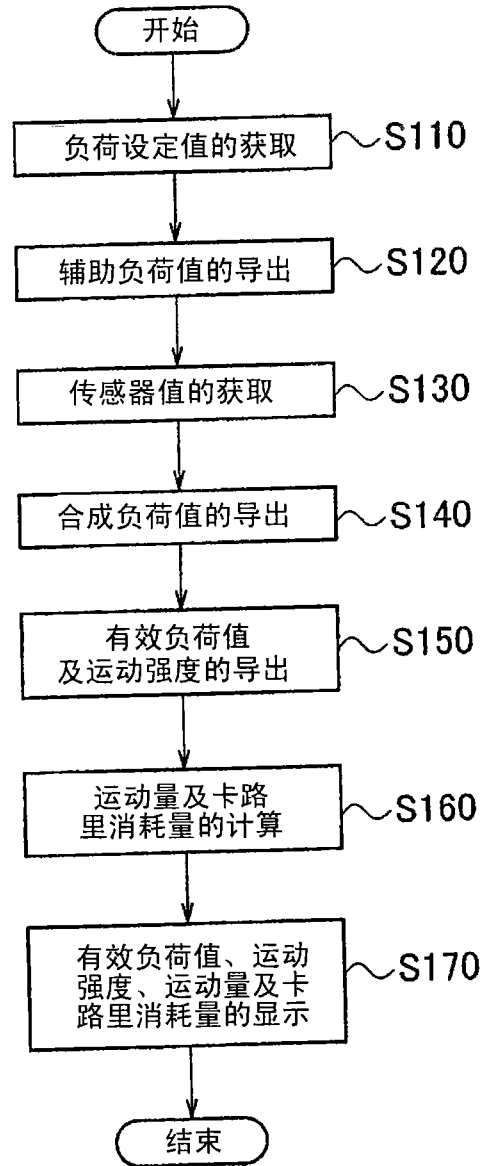 开始
负荷设定值的获取
S110
辅助负荷值的导出
S120
传感器值的获取
S130
合成负荷值的导出
S140
有效负荷值
及运动强度的导出
S150
运动量及卡路
里消耗量的计算
S160
有效负荷值、运动
强度、运动量及卡
路里消耗量的显示
S170
结束